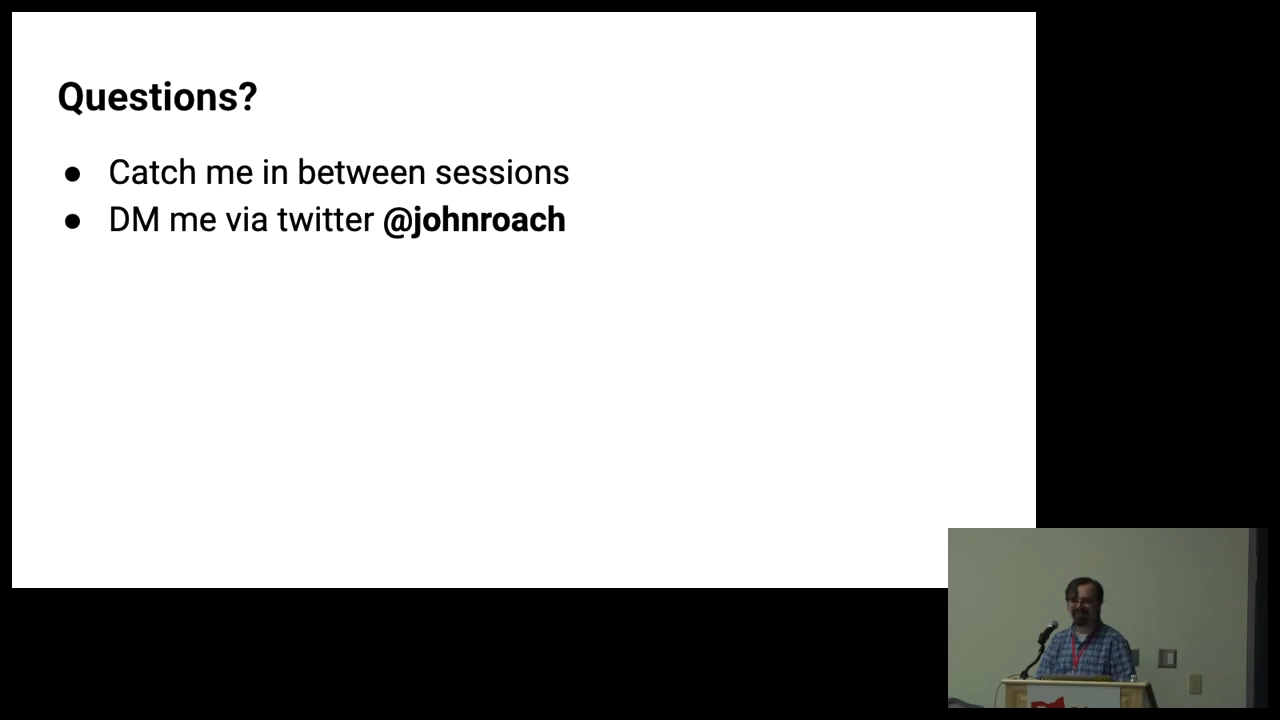 Questions?
● Catch me in between sessions
● DM me via twitter @johnroach